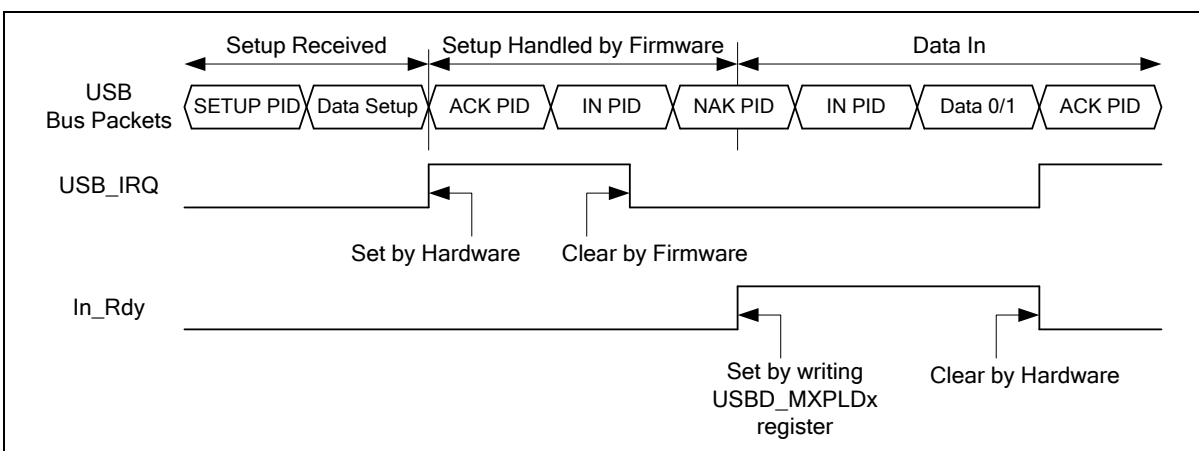 Setup Received
Setup Handled by Firmware
Data In
USB
Bus Packets
SETUP PID
Data Setup
ACK PID
IN PID
NAK PID
IN PID
Data 0/1
ACK PID
USB_IRQ
Set by Hardware
Clear by Firmware
In_Rdy
Set by writing
USBD_MXPLDx
register
Clear by Hardware